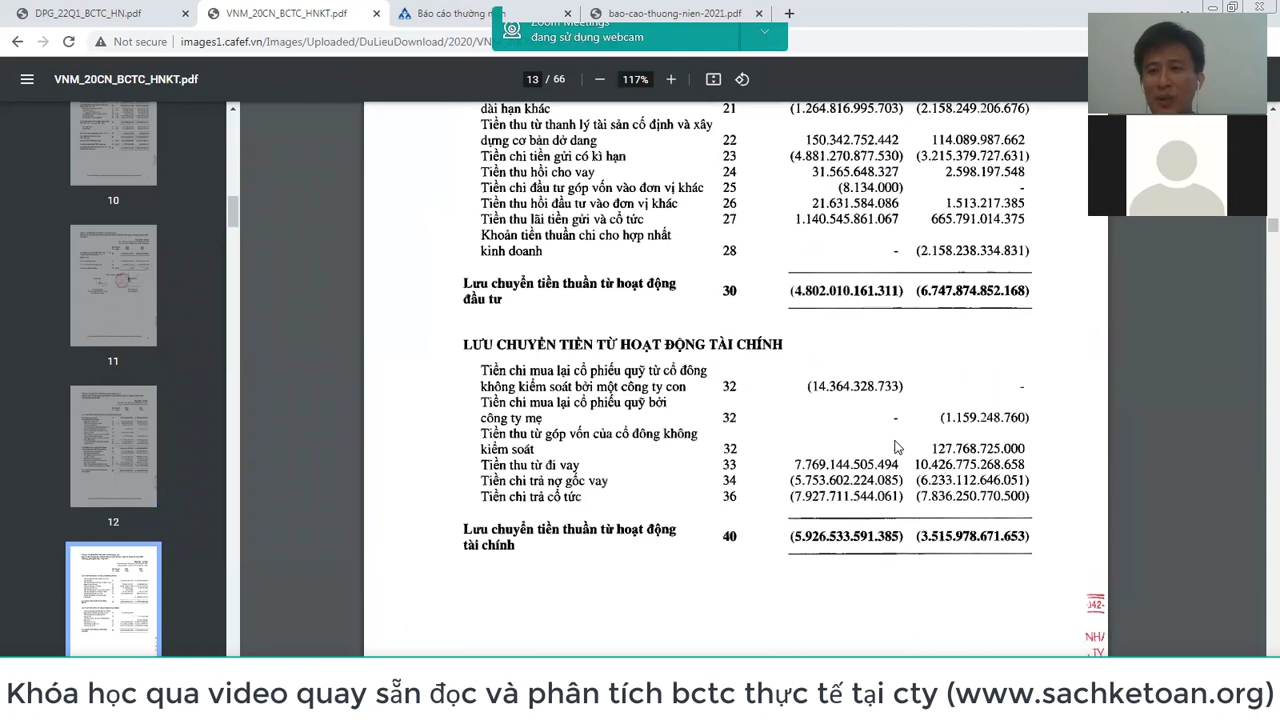 DPG_22Q1_BCTC_HN.pdf
VNM_20CN_BCTC_HNKT.pdf
Báo cáo thường n
bao-cao-thuong-nien-2021.pdf
Zoom Meetings
đang sử dụng webcam
Not secure
images1.cafef.vn/Images/Uploaded/DuLieuDownload/2020/VN
VNM_20CN_BCTC_HNKT.pdf
13 / 66
117%
10
11
12
dài hạn khác 21 (1.264.816.995.703) (2.158.249.206.676)
Tiền thu từ thanh lý tài sản cố định và xây
dựng cơ bản dở dang 22 150.342.752.442 114.089.987.662
Tiền chi tiền gửi có kì hạn 23 (4.881.270.877.530) (3.215.379.727.631)
Tiền thu hồi cho vay 24 31.565.648.327 2.598.197.548
Tiền chi đầu tư góp vốn vào đơn vị khác 25 (8.134.000) -
Tiền thu hồi đầu tư vào đơn vị khác 26 21.631.584.086 1.513.217.385
Tiền thu lãi tiền gửi và cổ tức 27 1.140.545.861.067 665.791.014.375
Khoản tiền thuần chi cho hợp nhất
kinh doanh 28 - (2.158.238.334.831)
Lưu chuyển tiền thuần từ hoạt động
đầu tư 30 (4.802.010.161.311) (6.747.874.852.168)
LƯU CHUYỂN TIỀN TỪ HOẠT ĐỘNG TÀI CHÍNH
Tiền chi mua lại cổ phiếu quỹ từ cổ đông
không kiểm soát bởi một công ty con 32 (14.364.328.733) -
Tiền chi mua lại cổ phiếu quỹ bởi
công ty mẹ 32 - (1.159.248.760)
Tiền thu từ góp vốn của cổ đông không
kiểm soát 32 127.768.725.000
Tiền thu từ đi vay 33 7.769.144.505.494 10.426.775.268.658
Tiền chi trả nợ gốc vay 34 (5.753.602.224.085) (6.233.112.646.051)
Tiền chi trả cổ tức 36 (7.927.711.544.061) (7.836.250.770.500)
Lưu chuyển tiền thuần từ hoạt động
tài chính 40 (5.926.533.591.385) (3.515.978.671.653)
Khóa học qua video quay sẵn đọc và phân tích bctc thực tế tại cty (www.sachketoan.org)